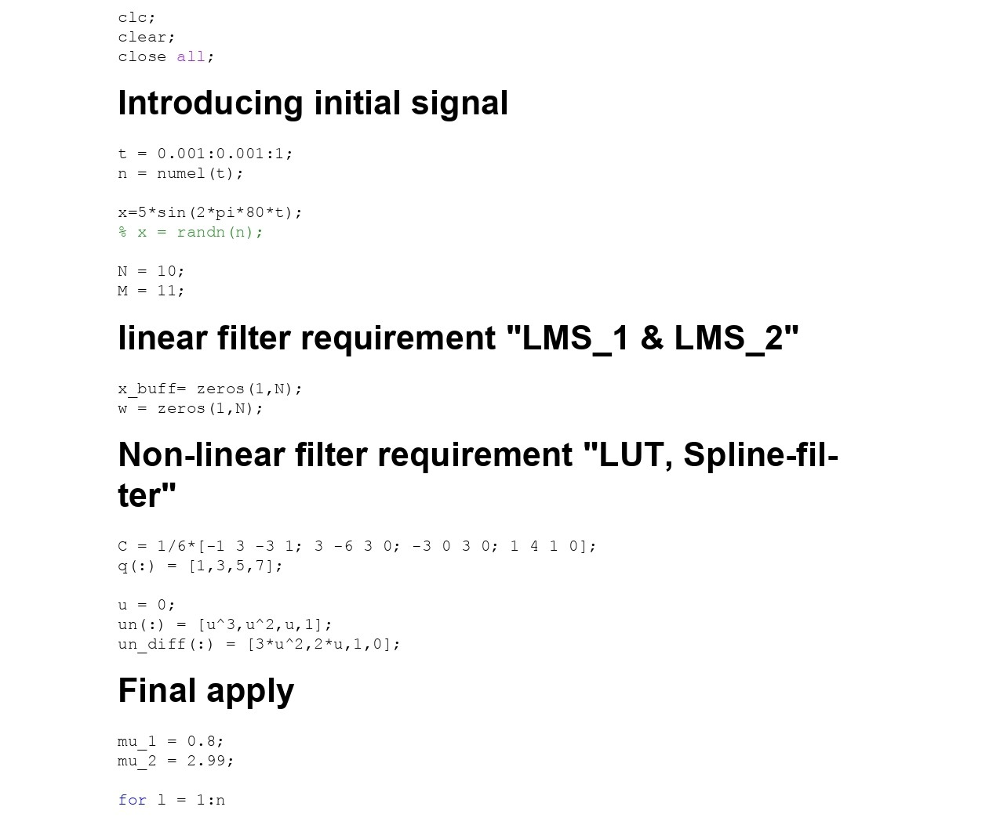 clc;
clear;
close all;
Introducing initial signal
t = 0.001:0.001:1;
n = numel(t);
x=5*sin(2*pi*80*t);
% x = randn(n);
N = 10;
M = 11;
linear filter requirement "LMS_1 & LMS_2"
x_buff= zeros(1,N);
w = zeros(1,N);
Non-linear filter requirement "LUT, Spline-fil-
ter"
C = 1/6*[-1 3 -3 1; 3 -6 3 0; -3 0 3 0; 1 4 1 0];
q(:) = [1,3,5,7];
u = 0;
un(:) = [u^3,u^2,u,1];
un_diff(:) = [3*u^2,2*u,1,0];
Final apply
mu_1 = 0.8;
mu_2 = 2.99;
for l = 1:n